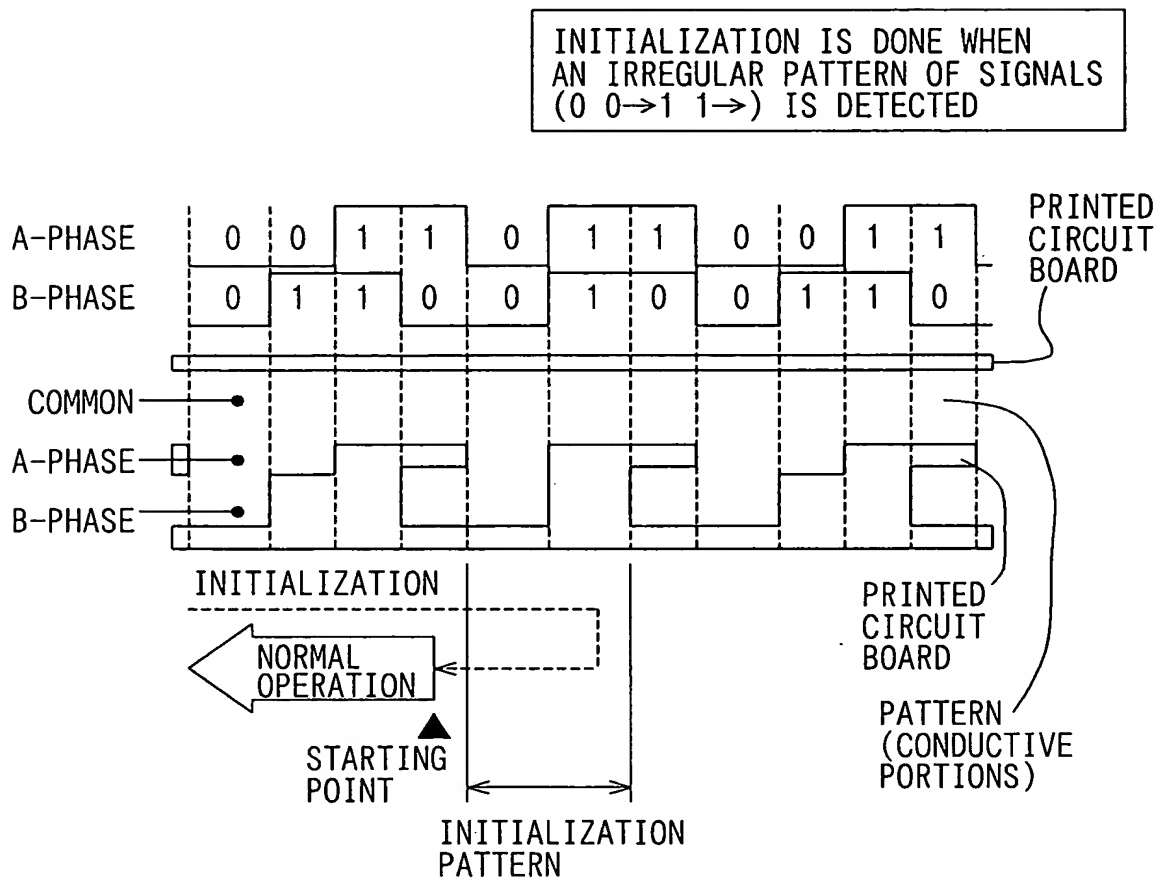 INITIALIZATION IS DONE WHEN
AN IRREGULAR PATTERN OF SIGNALS
(0 0→1 1→) IS DETECTED
A-PHASE 0 0 1 1 0 1 1 0 0 1 1
B-PHASE 0 1 1 0 0 1 0 0 1 1 0
PRINTED
CIRCUIT
BOARD
COMMON
A-PHASE
B-PHASE
INITIALIZATION
NORMAL
OPERATION
STARTING
POINT
INITIALIZATION
PATTERN
PRINTED
CIRCUIT
BOARD
PATTERN
(CONDUCTIVE
PORTIONS)